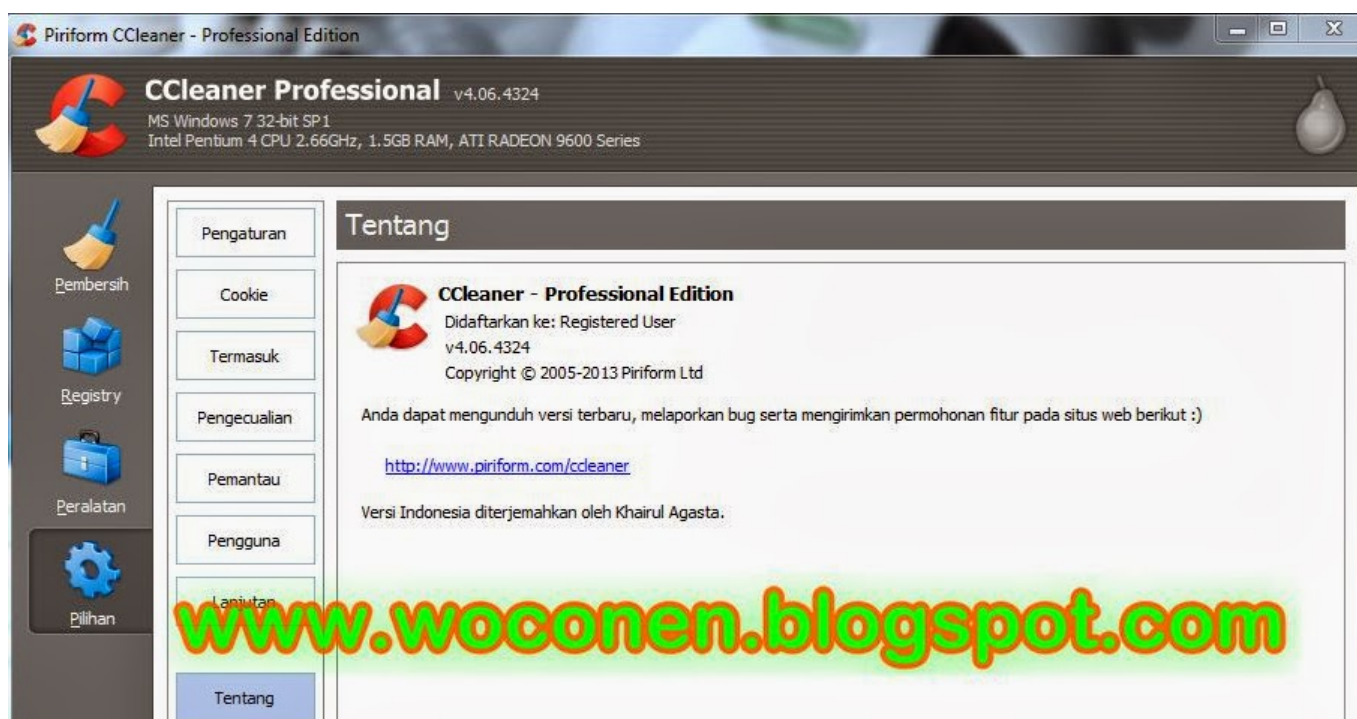 Piriform CCleaner - Professional Edition
CCleaner Professional v4.06.4324
MS Windows 7 32-bit SP1
Intel Pentium 4 CPU 2.66GHz, 1.5GB RAM, ATI RADEON 9600 Series
Pembersih
Registry
Peralatan
Pilihan
Pengaturan
Cookie
Termasuk
Pengecualian
Pemantau
Pengguna
Lanjutan
Tentang
Tentang
CCleaner - Professional Edition
Didaftarkan ke: Registered User
v4.06.4324
Copyright © 2005-2013 Piriform Ltd
Anda dapat mengunduh versi terbaru, melaporkan bug serta mengirimkan permohonan fitur pada situs web berikut :)
http://www.piriform.com/ccleaner
Versi Indonesia diterjemahkan oleh Khairul Agasta.
www.woconen.blogspot.com